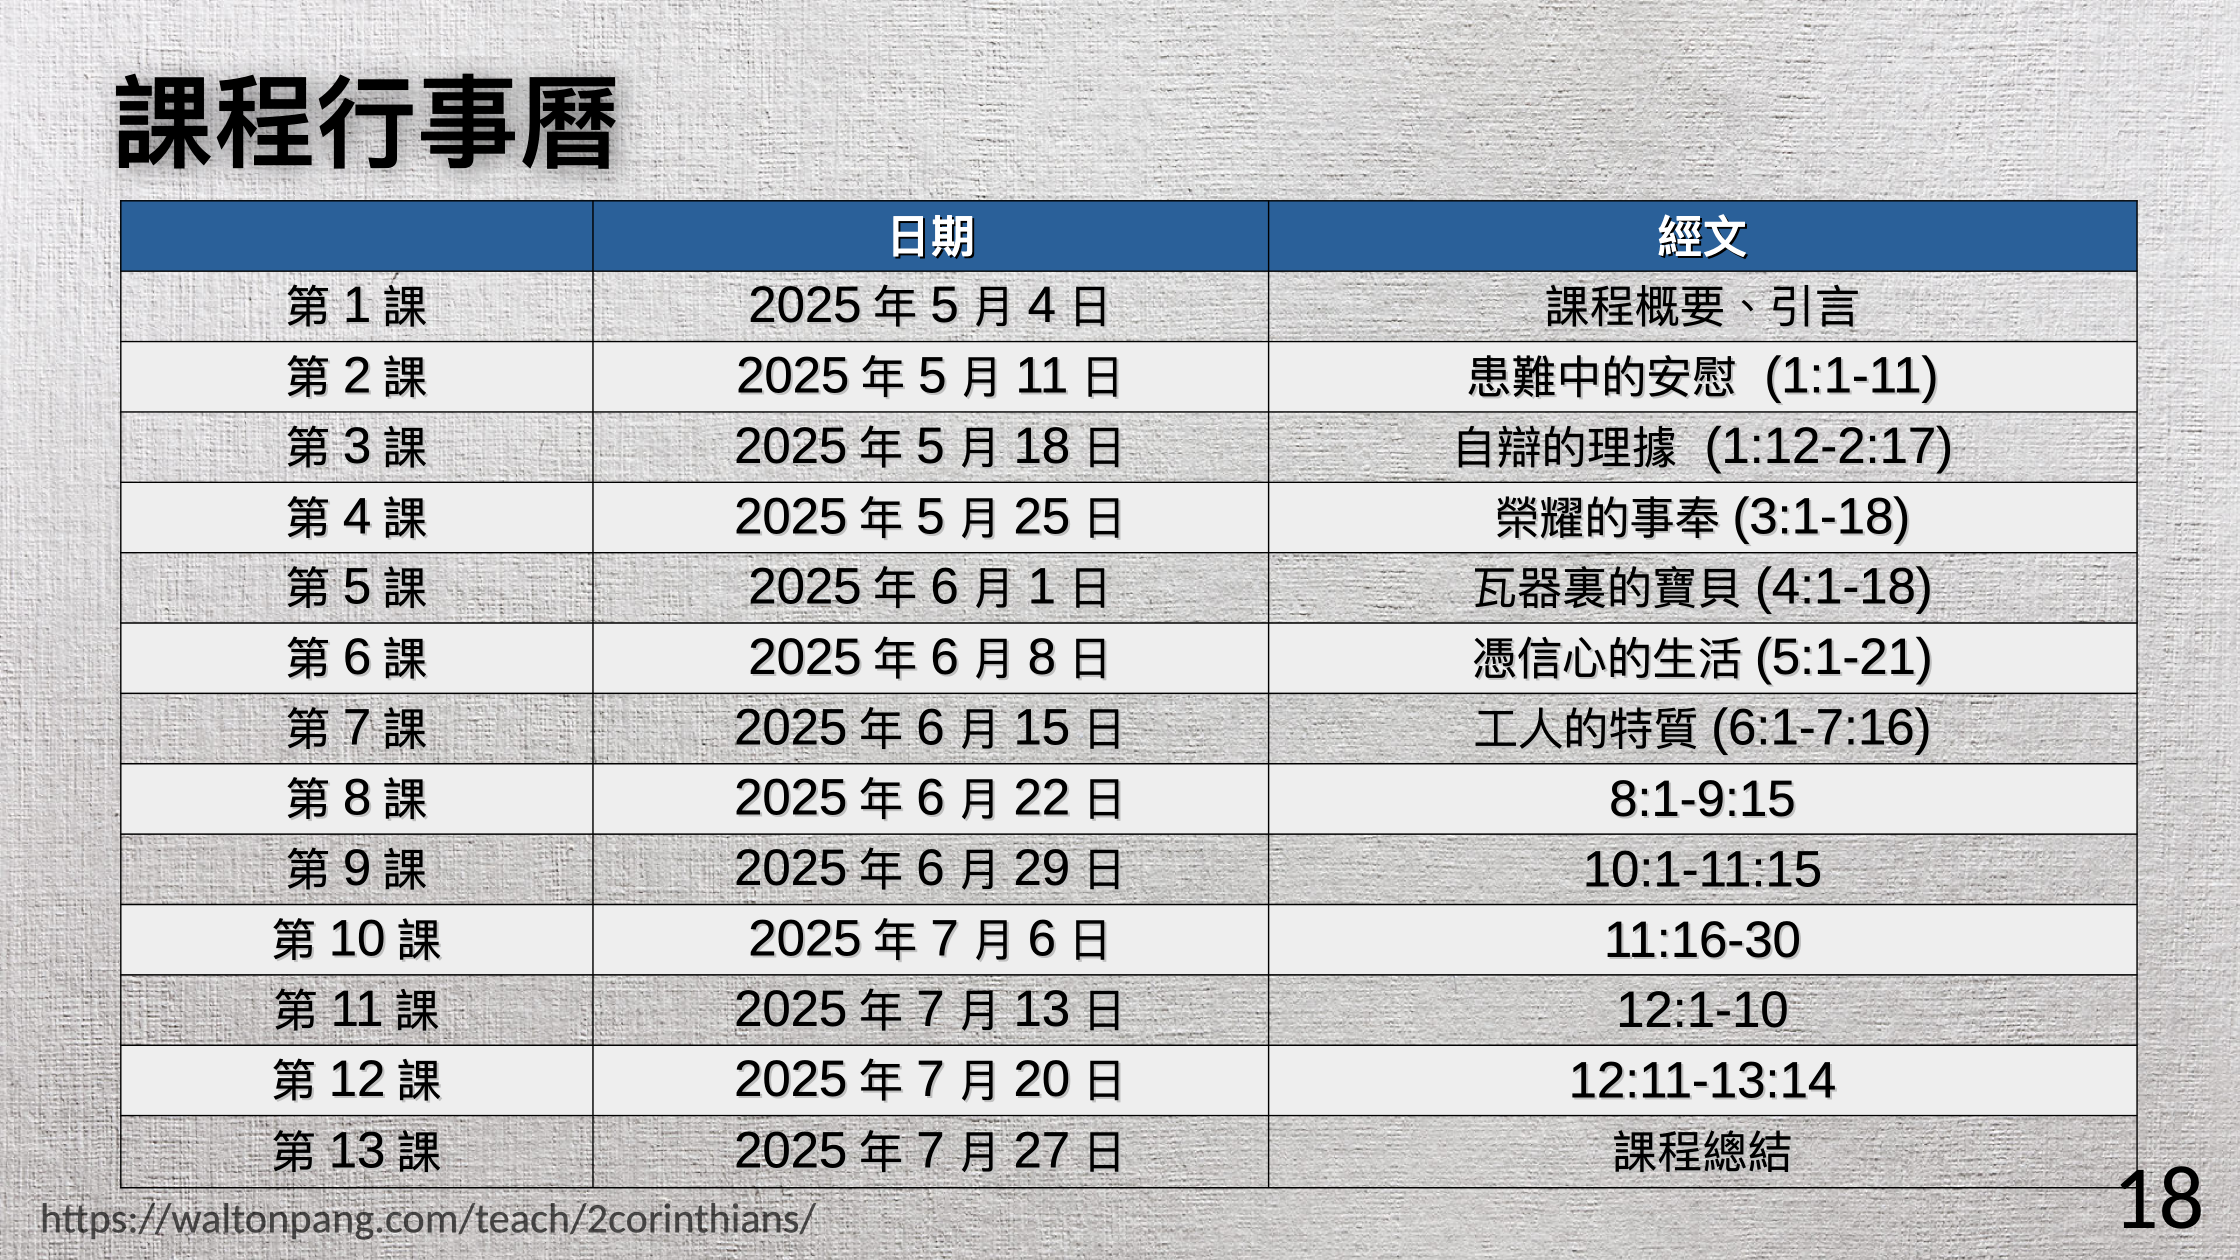 課程行事曆
日期 經文
第 1 課 2025 年 5 月 4 日 課程概要、引言
第 2 課 2025 年 5 月 11 日 患難中的安慰 (1:1-11)
第 3 課 2025 年 5 月 18 日 自辯的理據 (1:12-2:17)
第 4 課 2025 年 5 月 25 日 榮耀的事奉 (3:1-18)
第 5 課 2025 年 6 月 1 日 瓦器裏的寶貝 (4:1-18)
第 6 課 2025 年 6 月 8 日 憑信心的生活 (5:1-21)
第 7 課 2025 年 6 月 15 日 工人的特質 (6:1-7:16)
第 8 課 2025 年 6 月 22 日 8:1-9:15
第 9 課 2025 年 6 月 29 日 10:1-11:15
第 10 課 2025 年 7 月 6 日 11:16-30
第 11 課 2025 年 7 月 13 日 12:1-10
第 12 課 2025 年 7 月 20 日 12:11-13:14
第 13 課 2025 年 7 月 27 日 課程總結
https://waltonpang.com/teach/2corinthians/
18